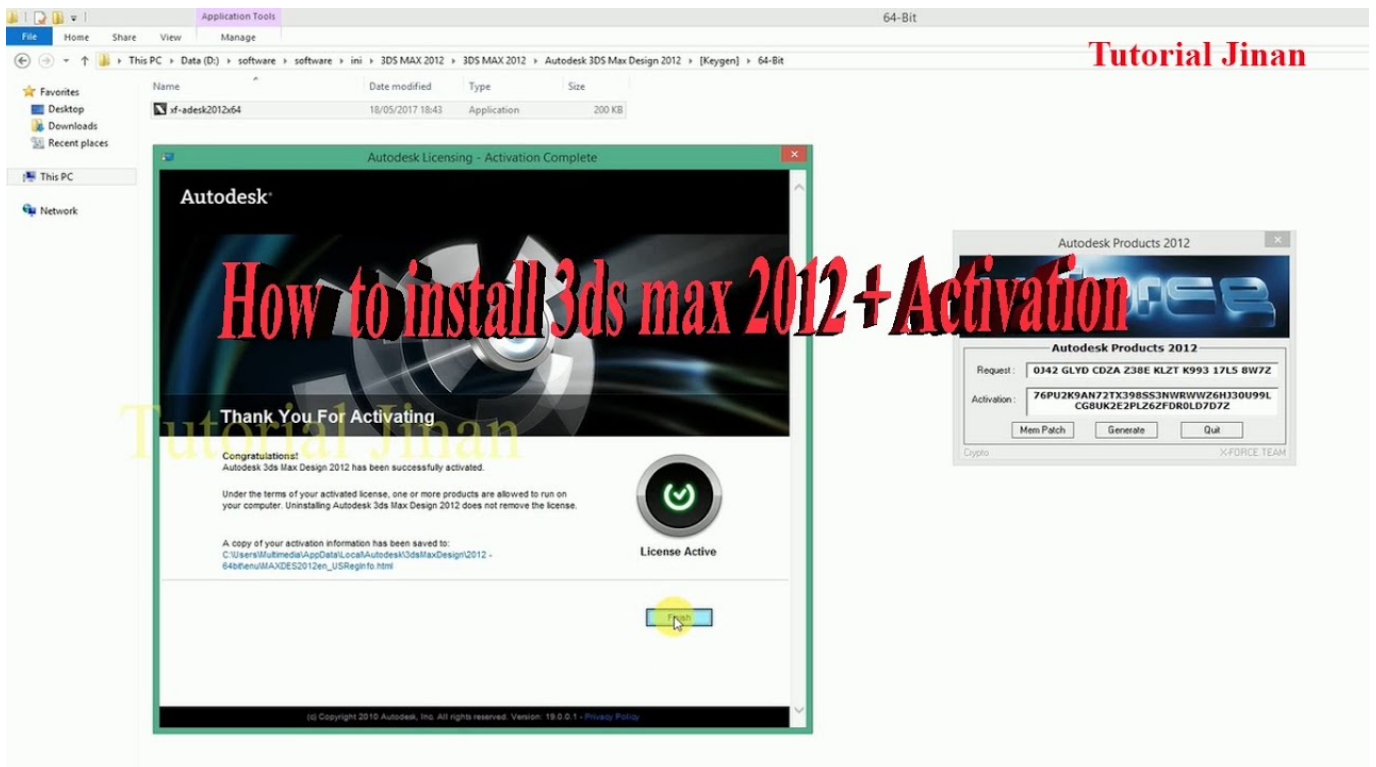 Application Tools
64-Bit
File Home Share View Manage
Tutorial Jinan
This PC Data (D:) software software ini 3DS MAX 2012 3DS MAX 2012 Autodesk 3DS Max Design 2012 [Keygen] 64-Bit
Favorites
Desktop
Downloads
Recent places
This PC
Network
Name Date modified Type Size
xf-adesk2012x64 18/05/2017 18:43 Application 200 KB
Autodesk Licensing - Activation Complete
Autodesk
How to install 3ds max 2012 + Activation
Thank You For Activating
Tutorial Jinan
Congratulations!
Autodesk 3ds Max Design 2012 has been successfully activated.
Under the terms of your activated license, one or more products are allowed to run on
your computer. Uninstalling Autodesk 3ds Max Design 2012 does not remove the license.
A copy of your activation information has been saved to:
C:\Users\Multimedia\AppData\Local\Autodesk\3dsMaxDesign\2012 -
64bit\enu\MAXDES2012en_USRegInfo.html
License Active
Finish
(c) Copyright 2010 Autodesk, Inc. All rights reserved. Version: 19.0.0.1 - Privacy Policy
Autodesk Products 2012
Autodesk Products 2012
Request : 0J42 GLYD CDZA Z38E KLZT K993 17L5 8W7Z
Activation : 76PU2K9AN72TX398SS3NWRWWZ6HJ30U99L
CG8UK2E2PLZ6ZFDR0LD7D7Z
Mem Patch Generate Quit
Crypto X-FORCE TEAM